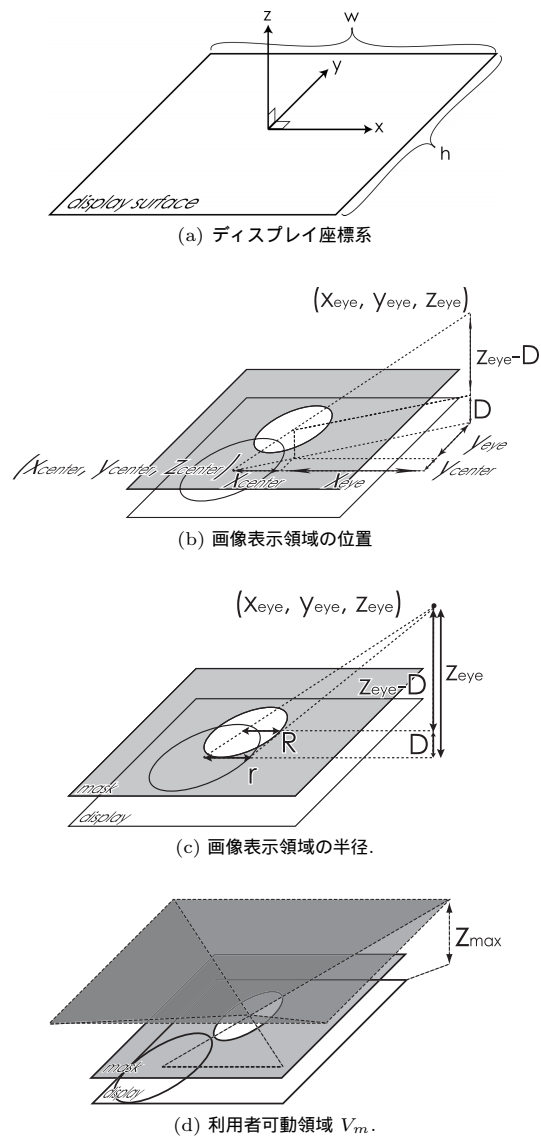 z
w
y
x
h
display surface
(a) ディスプレイ座標系
(xeye, yeye, zeye)
zeye-D
D
yeye
(xcenter, ycenter, zcenter)
xcenter
xeye
ycenter
(b) 画像表示領域の位置
(xeye, yeye, zeye)
zeye-D
zeye
R
D
r
mask
display
(c) 画像表示領域の半径.
Zmax
mask
display
(d) 利用者可動領域 Vm.